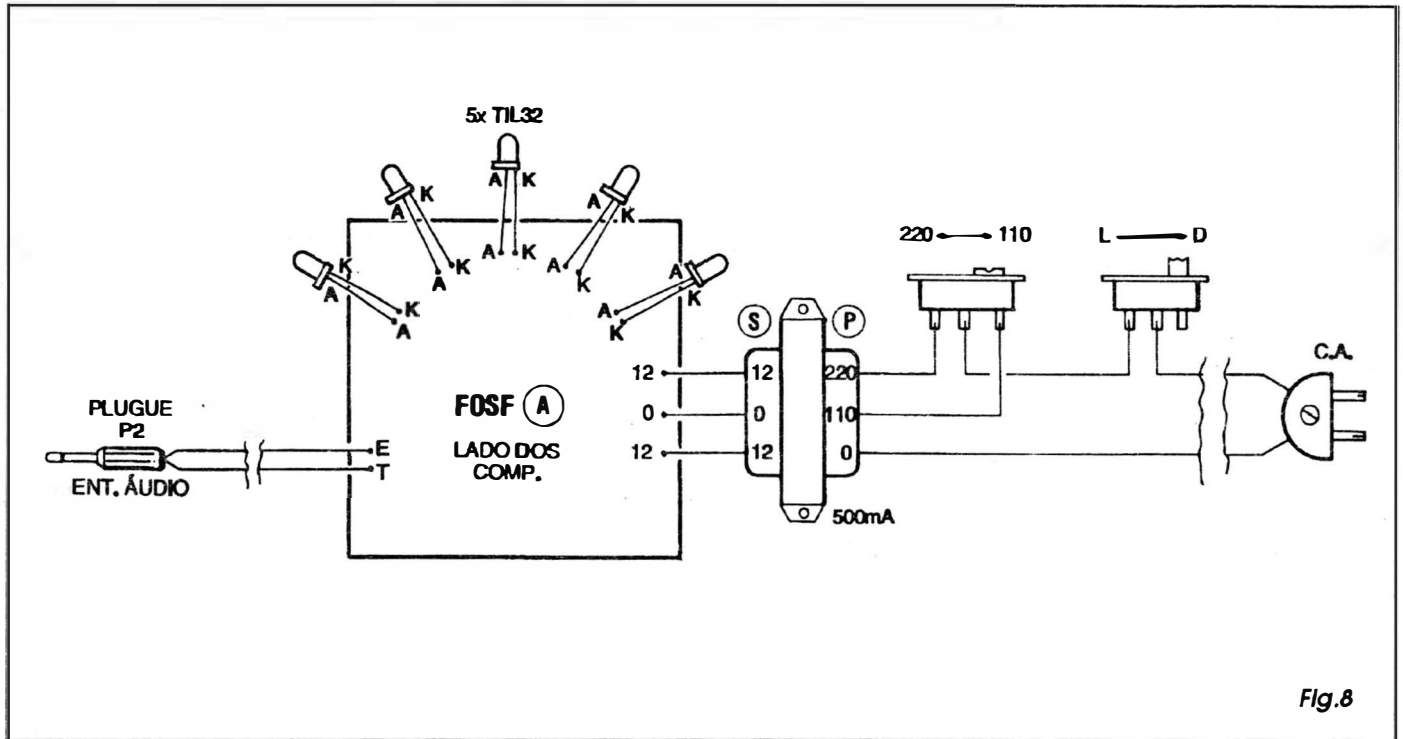 5x TIL32
A K
A K
A K
A K
K
A
A
K
A K
A
K
A
K
A
K
K
A
A
K
220 110
L D
S P
C.A.
12 12 220
PLUGUE
P2
FOSF A
0 0 110
LADO DOS
COMP.
E
T
12 12 0
ENT. ÁUDIO
500mA
Fig.8